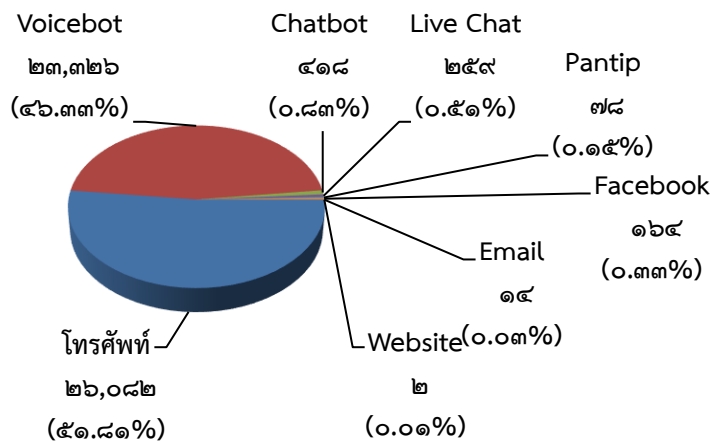 Voicebot
๒๓,๓๒๖
(๔๖.๓๓%)
Chatbot
๔๑๘
(๐.๘๓%)
Live Chat
๒๕๙
(๐.๕๑%)
Pantip
๗๘
(๐.๑๕%)
Facebook
๑๖๔
(๐.๓๓%)
Email
๑๔
(๐.๐๓%)
Website
๒
(๐.๐๑%)
โทรศัพท์
๒๖,๐๘๒
(๕๑.๘๑%)